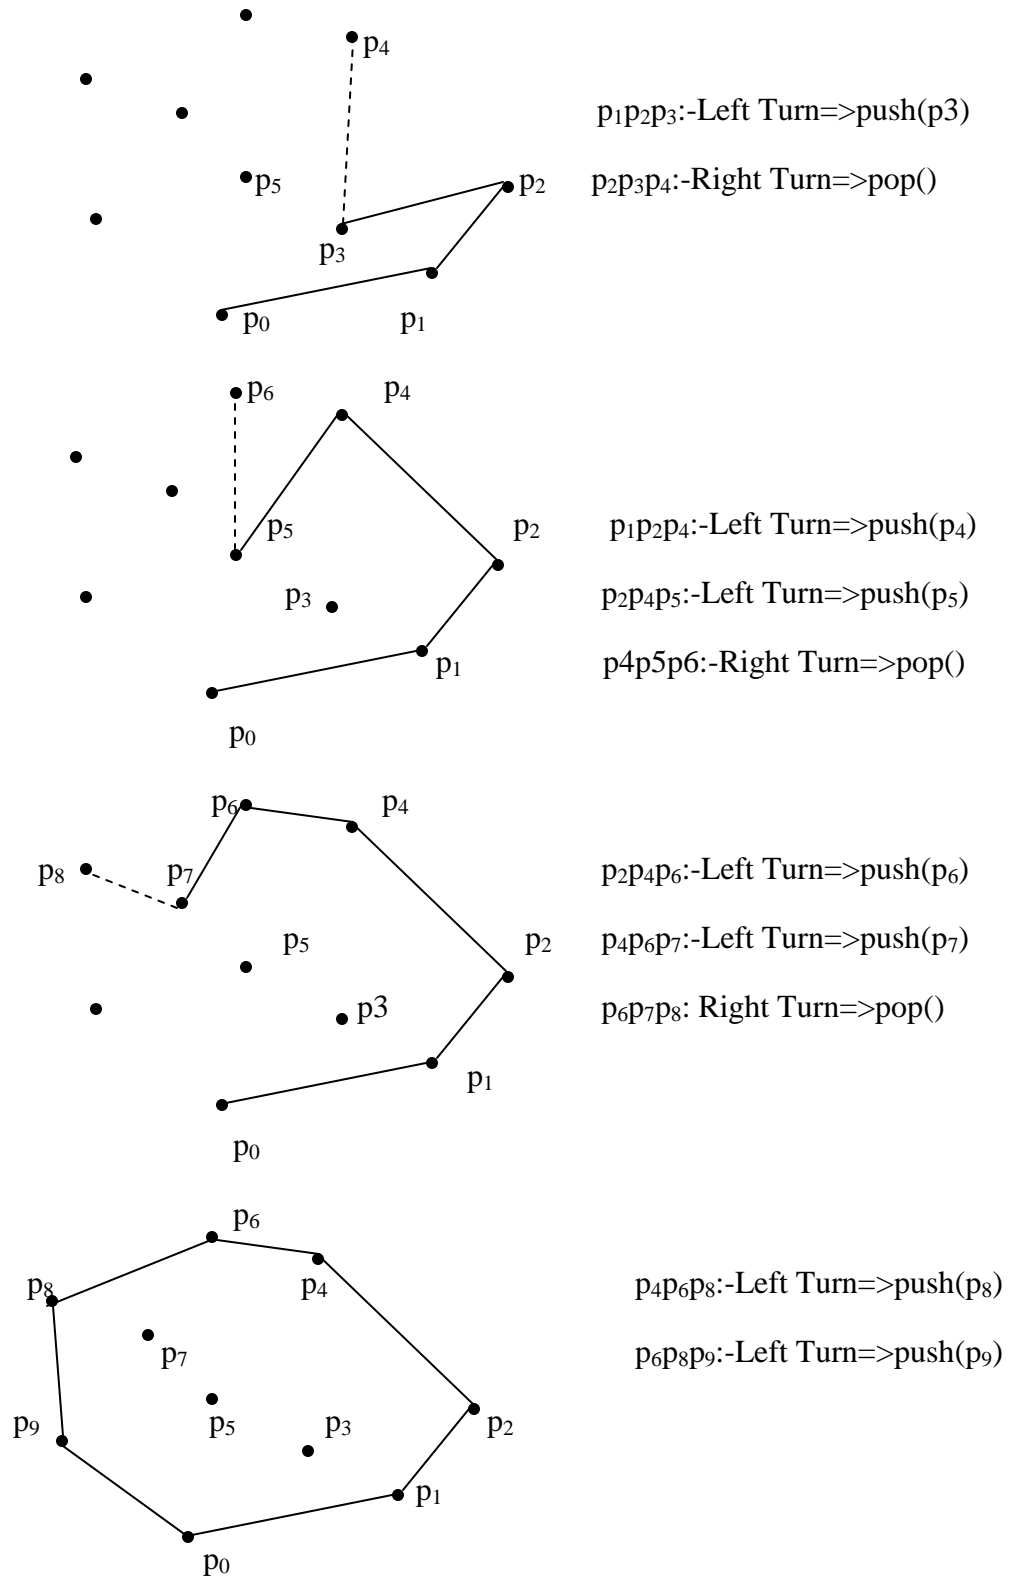 p₄
p₁p₂p₃:-Left Turn=>push(p3)
p₅ p₂ p₂p₃p₄:-Right Turn=>pop()
p₃
p₀ p₁
p₆ p₄
p₅ p₂ p₁p₂p₄:-Left Turn=>push(p₄)
p₃ p₂p₄p₅:-Left Turn=>push(p₅)
p₁ p4p5p6:-Right Turn=>pop()
p₀
p₆ p₄
p₈ p₇ p₂p₄p₆:-Left Turn=>push(p₆)
p₅ p₂ p₄p₆p₇:-Left Turn=>push(p₇)
p3 p₆p₇p₈: Right Turn=>pop()
p₁
p₀
p₆
p₈ p₄ p₄p₆p₈:-Left Turn=>push(p₈)
p₇ p₆p₈p₉:-Left Turn=>push(p₉)
p₉ p₅ p₃ p₂
p₁
p₀